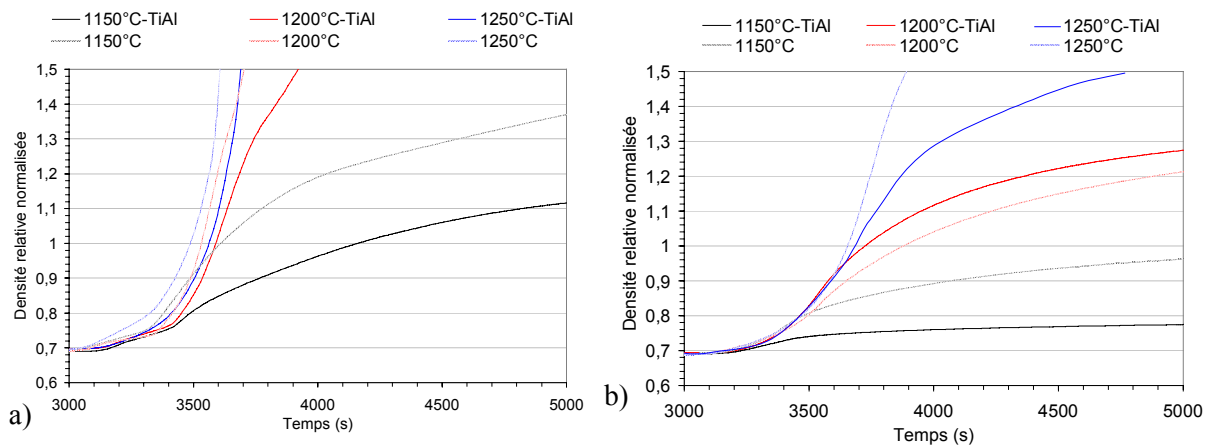 1150°C-TiAl 1200°C-TiAl 1250°C-TiAl
1150°C 1200°C 1250°C
Densité relative normalisée
1,5
1,4
1,3
1,2
1,1
1
0,9
0,8
0,7
0,6
3000 3500 4000 4500 5000
Temps (s)
a)
1150°C-TiAl 1200°C-TiAl 1250°C-TiAl
1150°C 1200°C 1250°C
Densité relative normalisée
1,5
1,4
1,3
1,2
1,1
1
0,9
0,8
0,7
0,6
3000 3500 4000 4500 5000
Temps (s)
b)